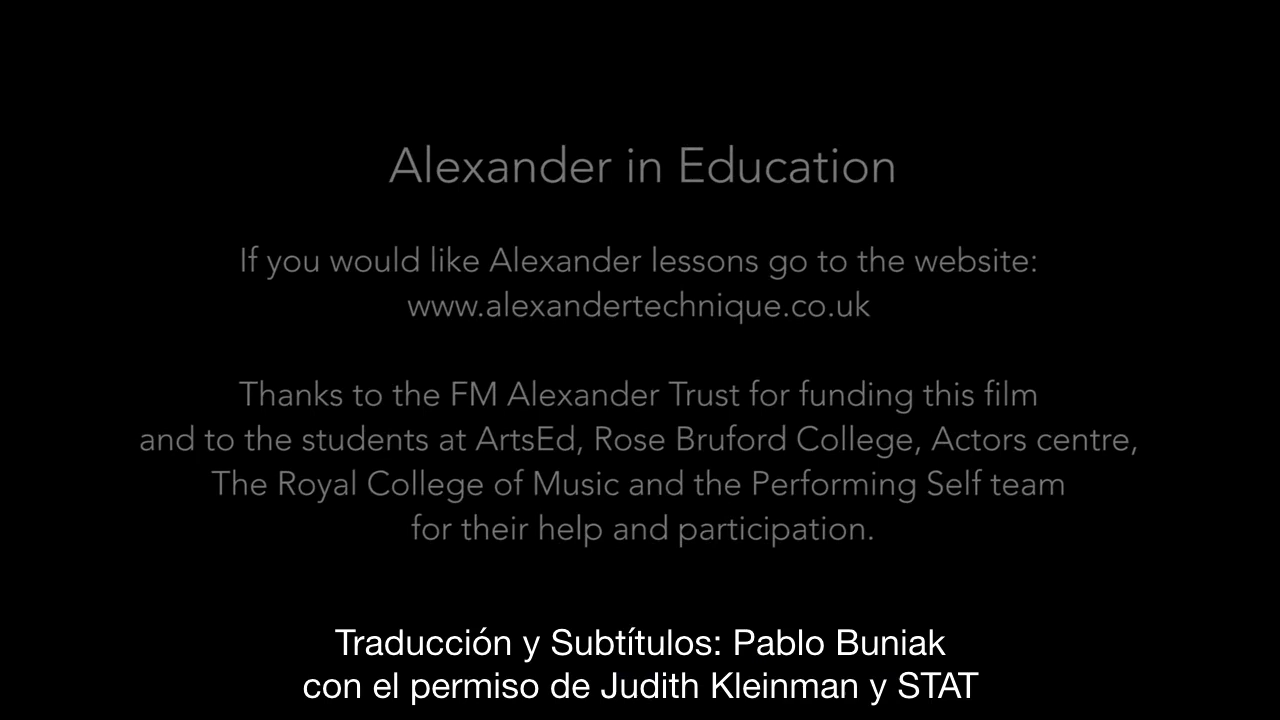 Alexander in Education
If you would like Alexander lessons go to the website:
www.alexandertechnique.co.uk
Thanks to the FM Alexander Trust for funding this film
and to the students at ArtsEd, Rose Bruford College, Actors centre,
The Royal College of Music and the Performing Self team
for their help and participation.
Traducción y Subtítulos: Pablo Buniak
con el permiso de Judith Kleinman y STAT